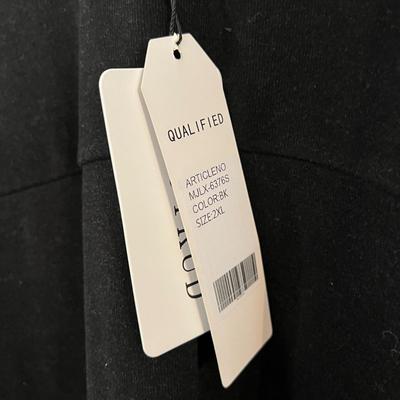 QUALIFIED
ARTICLENO
MJLX-6376S
COLOR:BK
SIZE:2XL